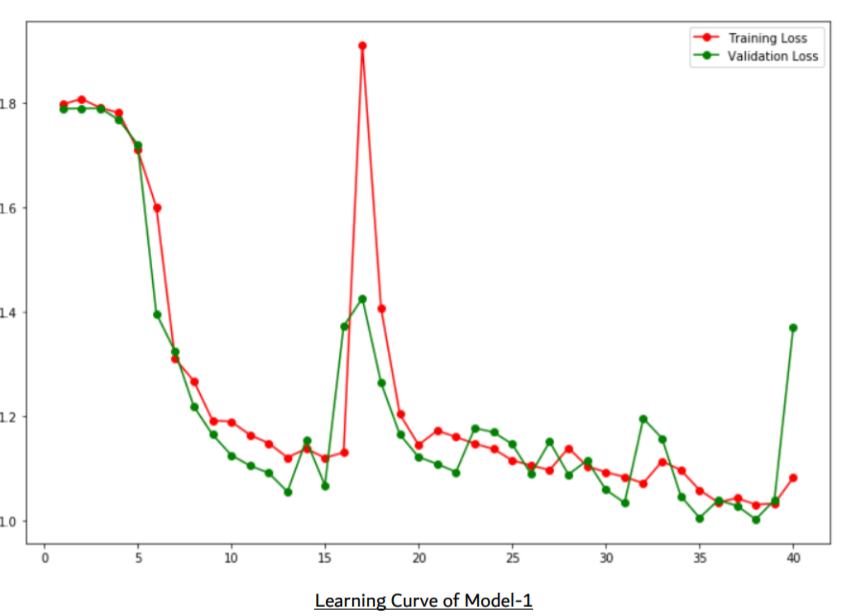 Training Loss
Validation Loss
1.8
1.6
1.4
1.2
1.0
0 5 10 15 20 25 30 35 40
Learning Curve of Model-1